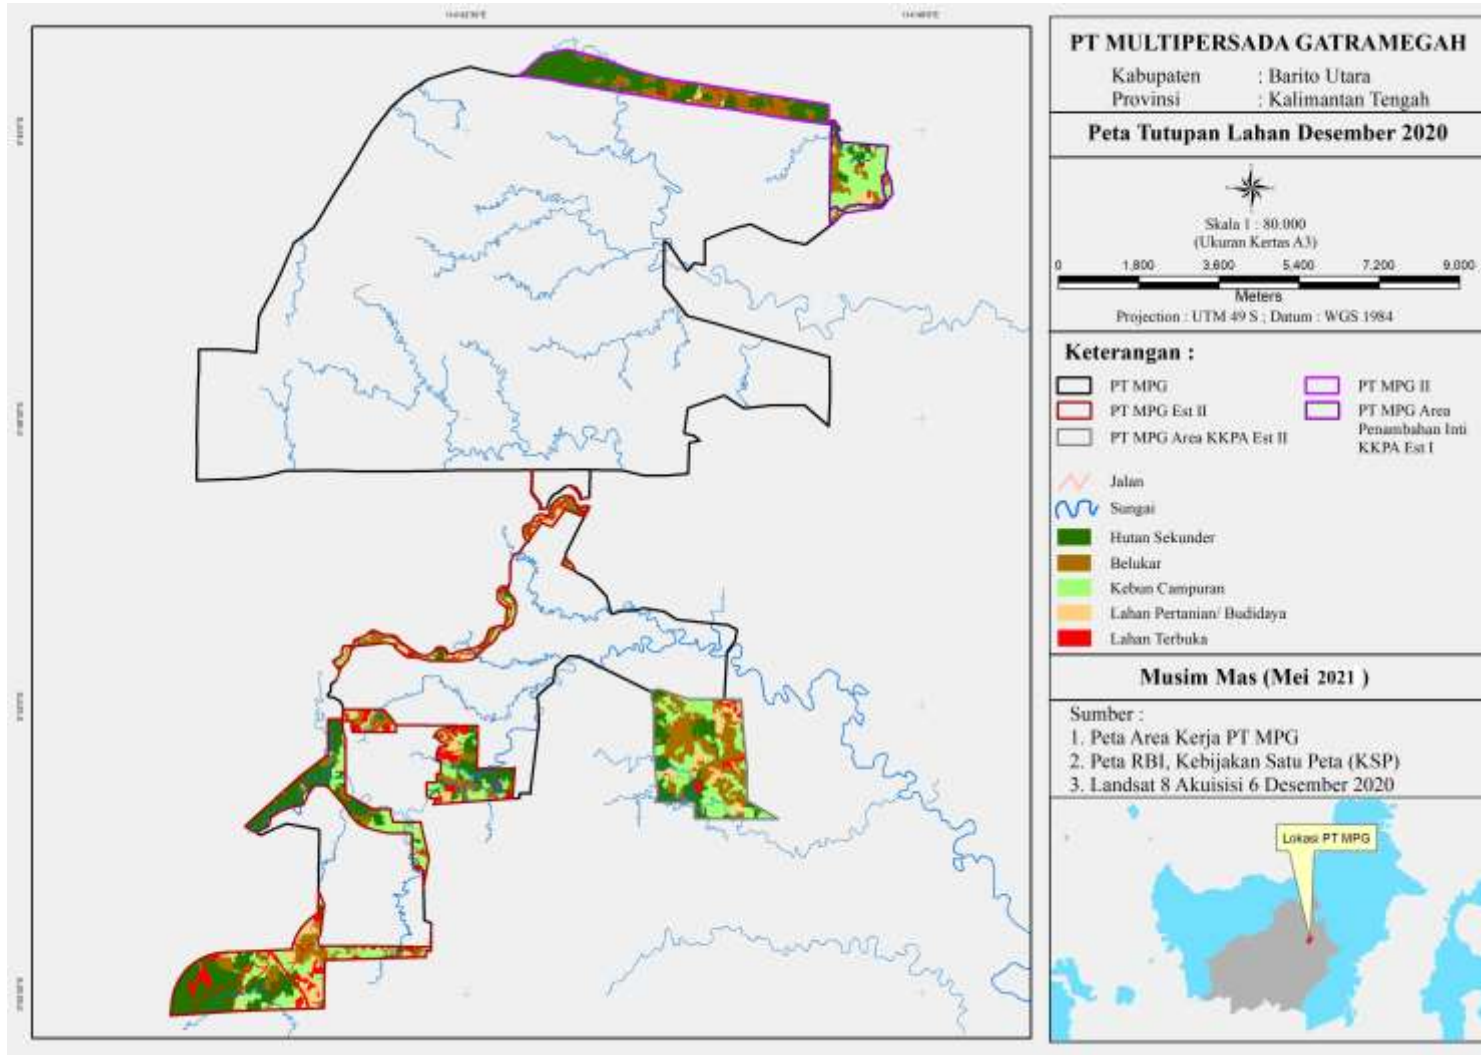 PT MULTIPERSADA GATRAMEGAH
Kabupaten : Barito Utara
Provinsi : Kalimantan Tengah
Peta Tutupan Lahan Desember 2020
Skala 1 : 80.000
(Ukuran Kertas A3)
0 1,800 3,600 5,400 7,200 9,000
Meters
Projection : UTM 49 S ; Datum : WGS 1984
Keterangan :
PT MPG
PT MPG Est II
PT MPG Area KKPA Est II
PT MPG II
PT MPG Area
Penambahan Inti
KKPA Est I
Jalan
Sungai
Hutan Sekunder
Belukar
Kebun Campuran
Lahan Pertanian/ Budidaya
Lahan Terbuka
Musim Mas (Mei 2021 )
Sumber :
1. Peta Area Kerja PT MPG
2. Peta RBI, Kebijakan Satu Peta (KSP)
3. Landsat 8 Akuisisi 6 Desember 2020
Lokasi PT MPG